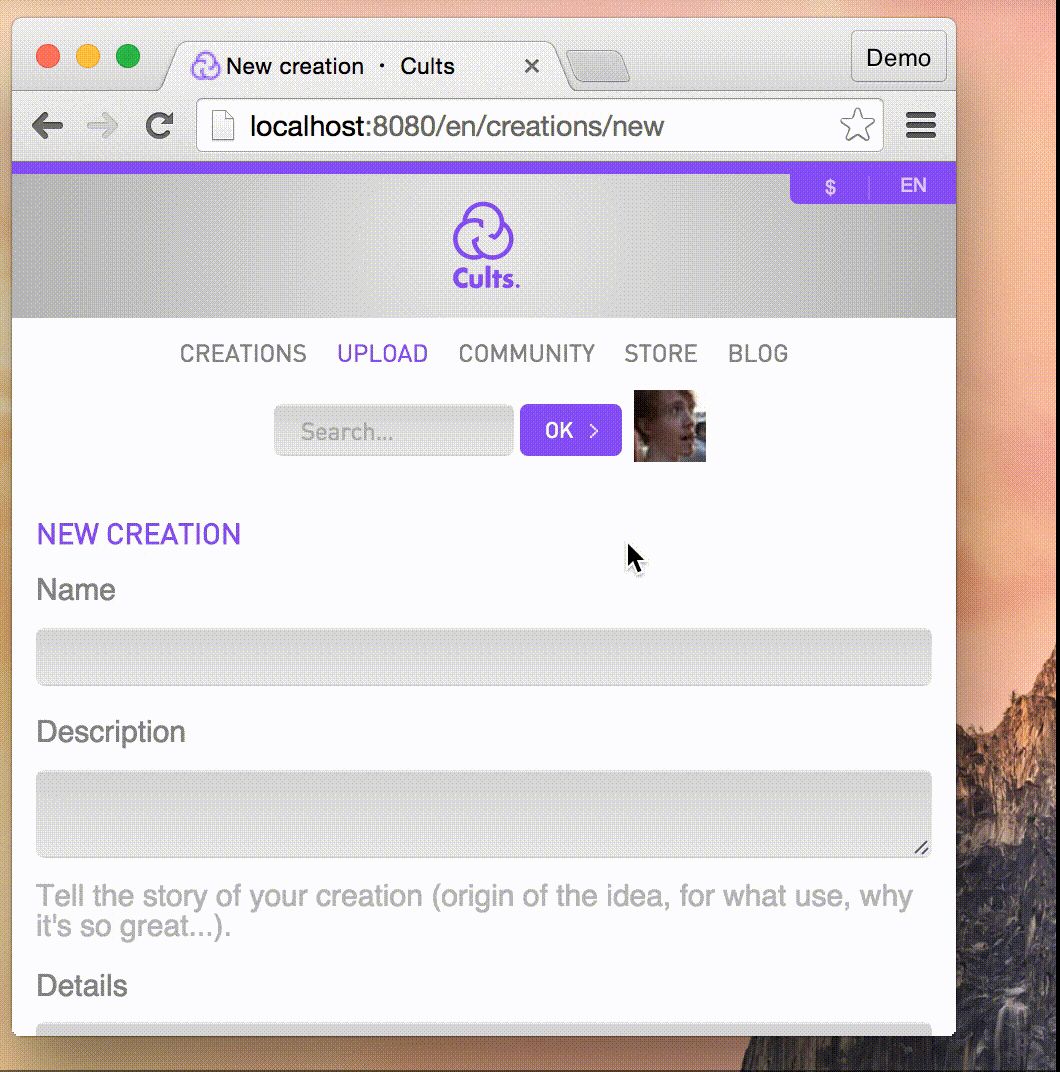 New creation · Cults
Demo
localhost:8080/en/creations/new
$ EN
Cults.
CREATIONS UPLOAD COMMUNITY STORE BLOG
Search... OK
NEW CREATION
Name
Description
Tell the story of your creation (origin of the idea, for what use, why
it's so great...).
Details